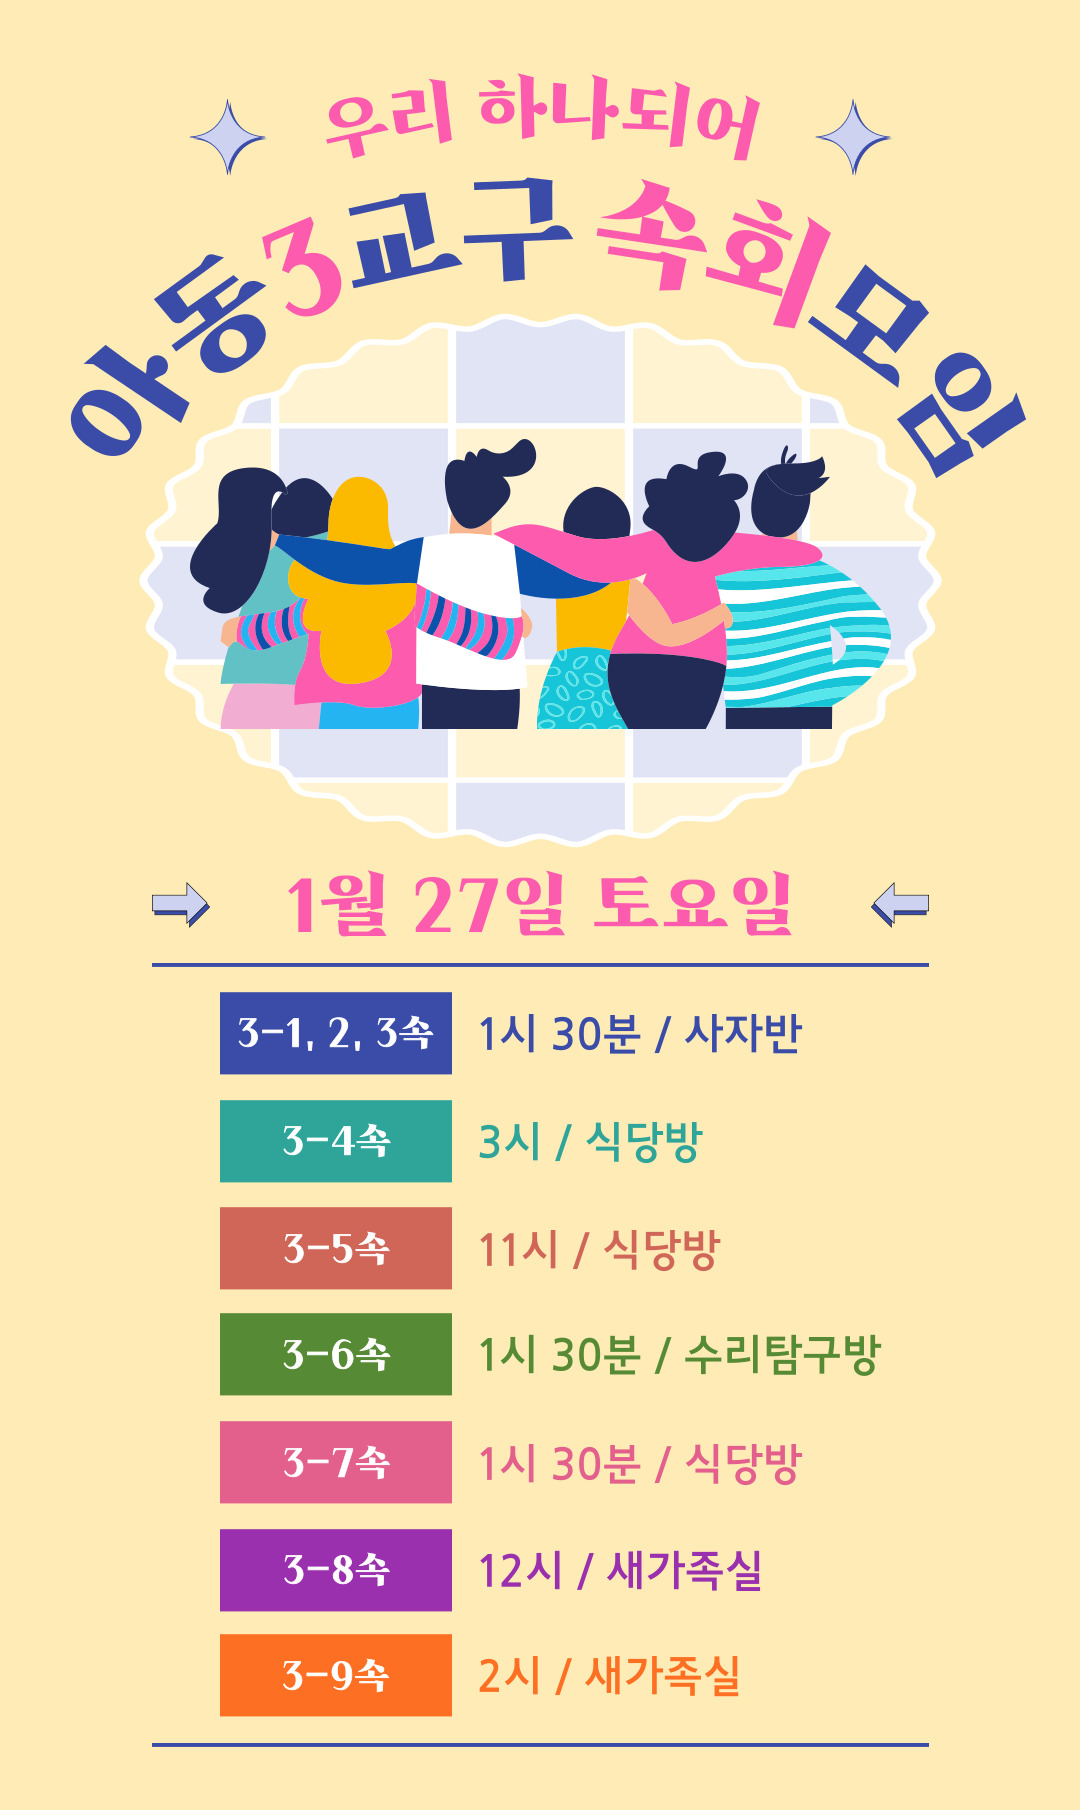 우리 하나되어
아동3교구 속회모임
1월 27일 토요일
3-1, 2, 3속 1시 30분 / 사자반
3-4속 3시 / 식당방
3-5속 11시 / 식당방
3-6속 1시 30분 / 수리탐구방
3-7속 1시 30분 / 식당방
3-8속 12시 / 새가족실
3-9속 2시 / 새가족실